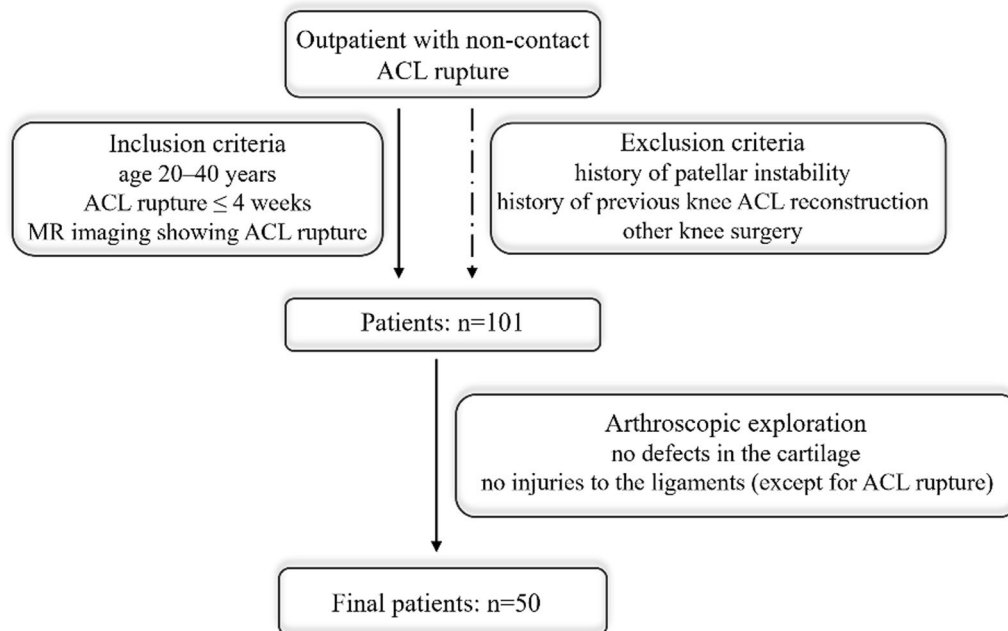 Outpatient with non-contact
ACL rupture
Inclusion criteria
age 20–40 years
ACL rupture ≤ 4 weeks
MR imaging showing ACL rupture
Exclusion criteria
history of patellar instability
history of previous knee ACL reconstruction
other knee surgery
Patients: n=101
Arthroscopic exploration
no defects in the cartilage
no injuries to the ligaments (except for ACL rupture)
Final patients: n=50